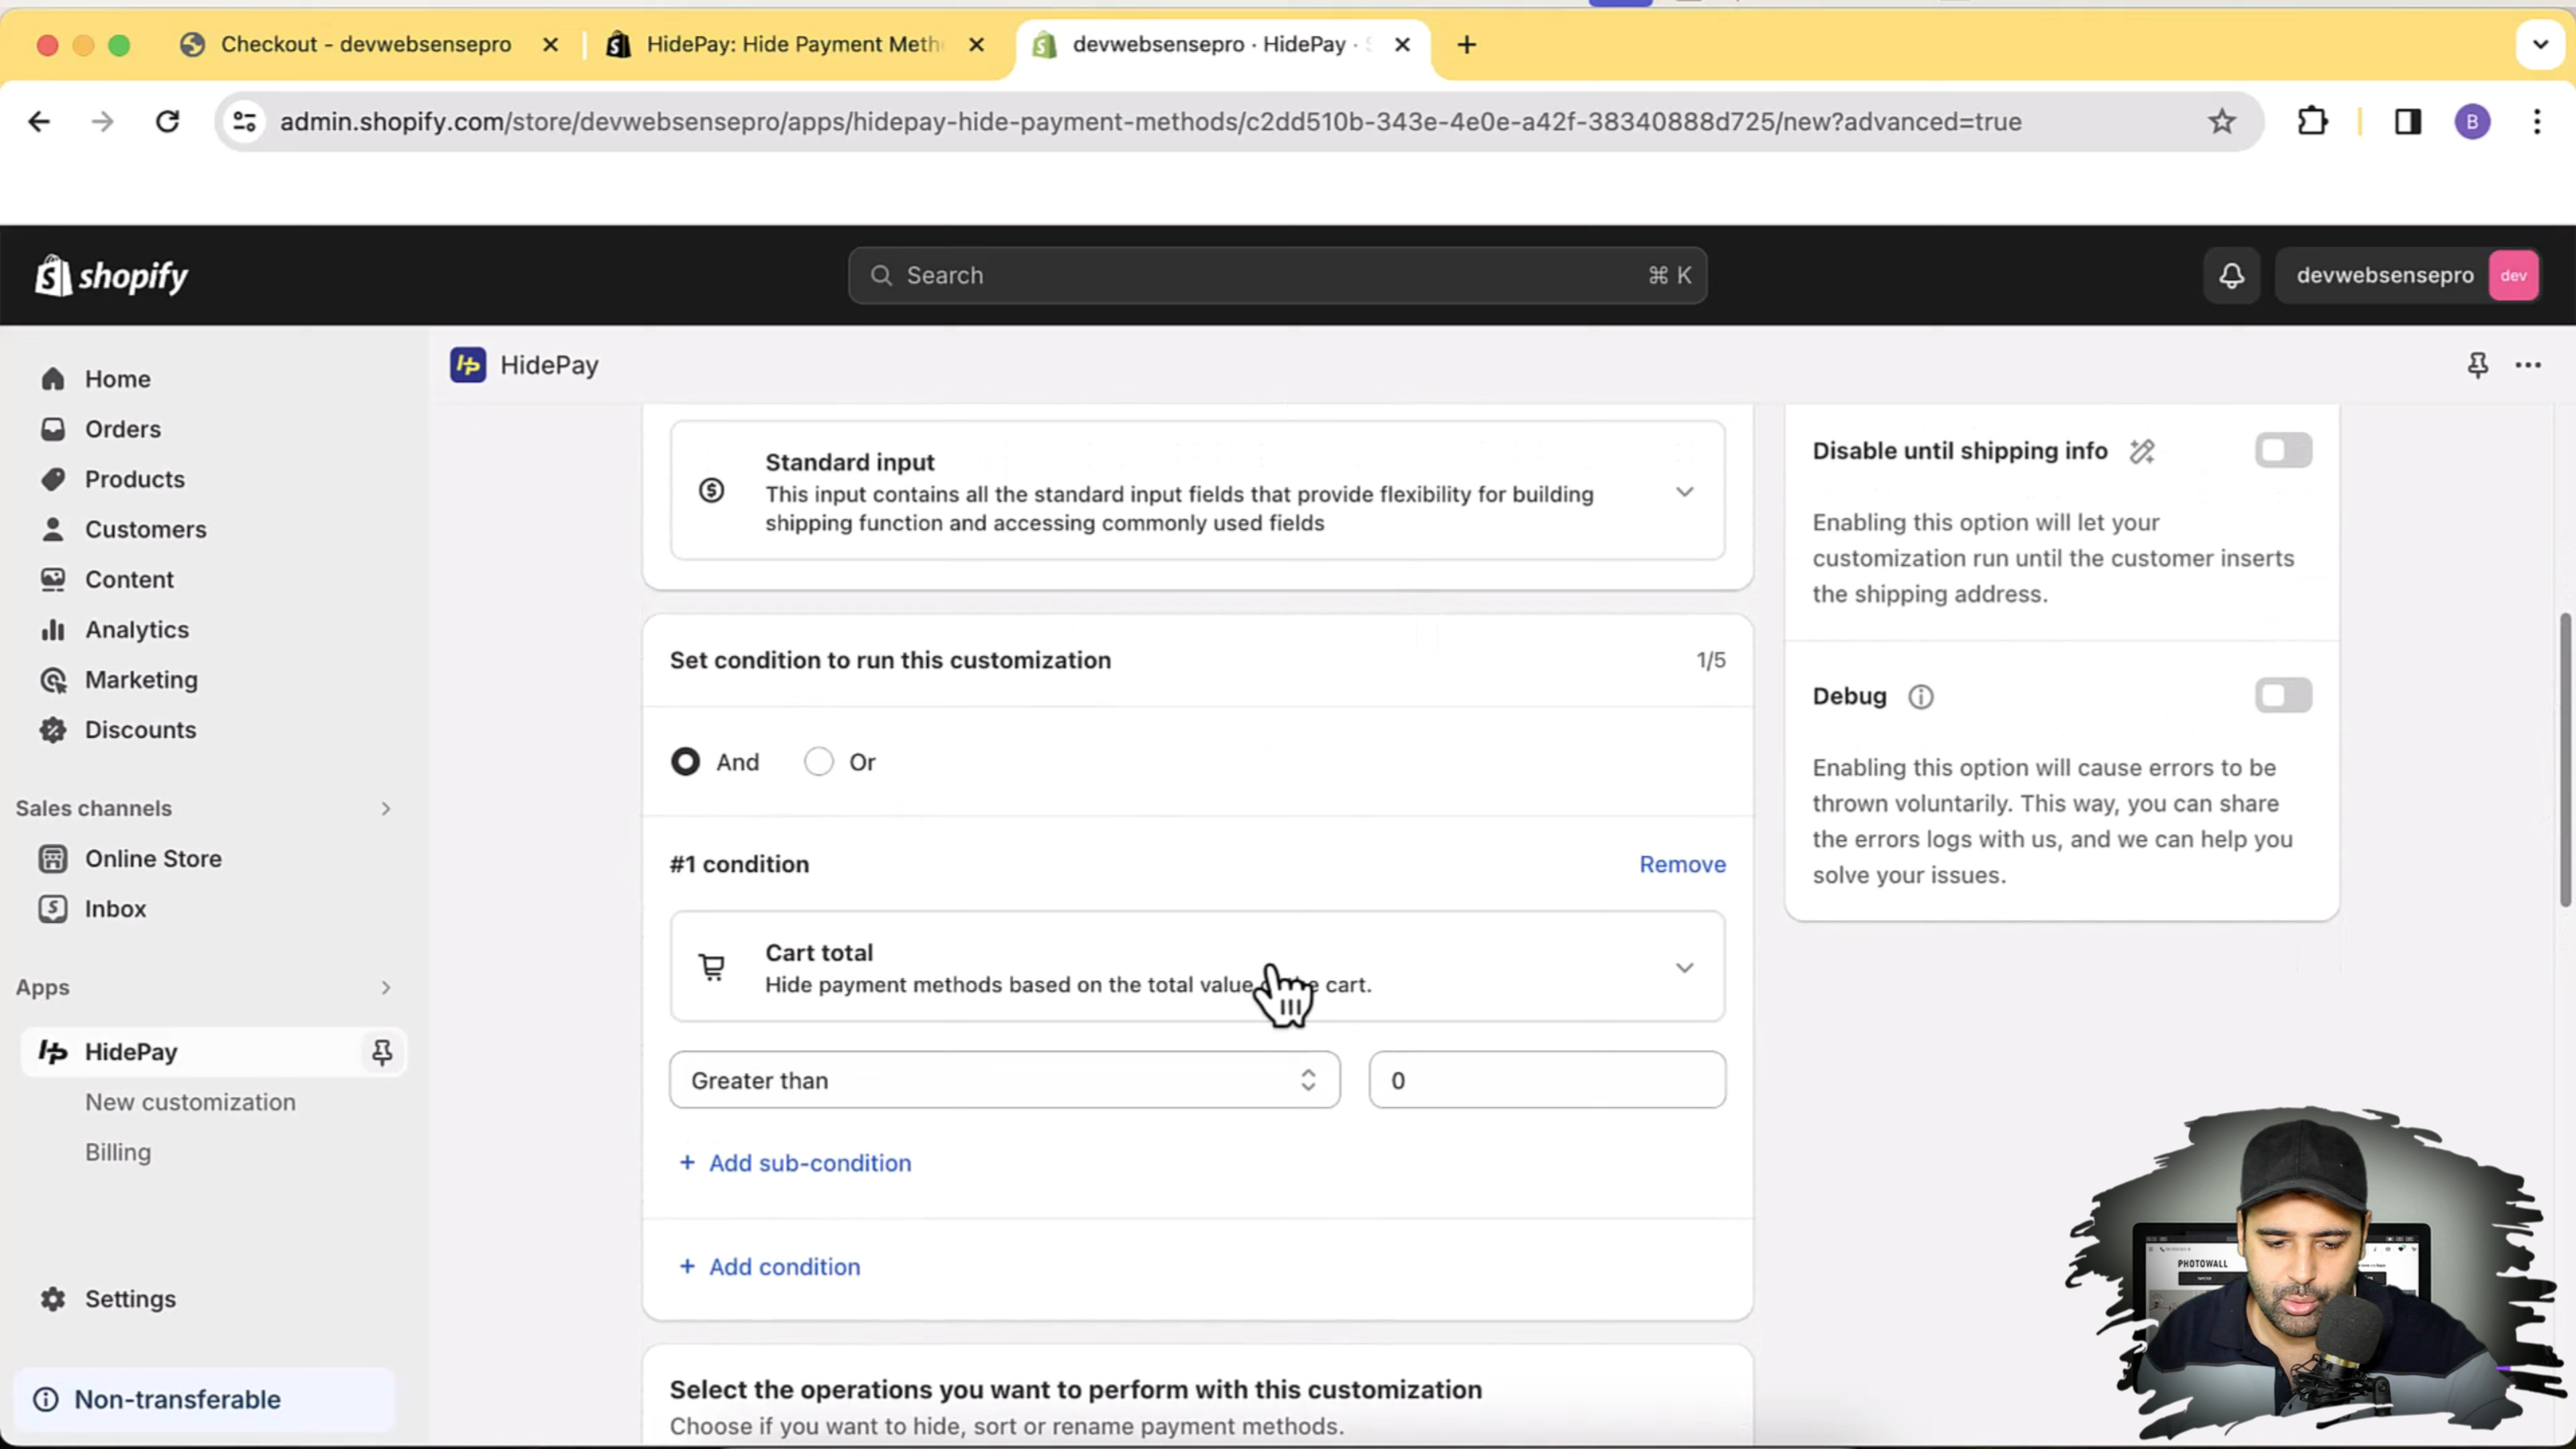 Checkout - devwebsensepro
HidePay: Hide Payment Meth
devwebsensepro · HidePay ·
admin.shopify.com/store/devwebsensepro/apps/hidepay-hide-payment-methods/c2dd510b-343e-4e0e-a42f-38340888d725/new?advanced=true
B
shopify
Search
⌘ K
devwebsensepro
dev
Home
Orders
Products
Customers
Content
Analytics
Marketing
Discounts
Sales channels
Online Store
Inbox
Apps
HidePay
New customization
Billing
Settings
Non-transferable
HidePay
Standard input
This input contains all the standard input fields that provide flexibility for building
shipping function and accessing commonly used fields
Set condition to run this customization
1/5
And
Or
#1 condition
Remove
Cart total
Hide payment methods based on the total value cart.
Greater than
0
+ Add sub-condition
+ Add condition
Select the operations you want to perform with this customization
Choose if you want to hide, sort or rename payment methods.
Disable until shipping info
Enabling this option will let your
customization run until the customer inserts
the shipping address.
Debug
Enabling this option will cause errors to be
thrown voluntarily. This way, you can share
the errors logs with us, and we can help you
solve your issues.
PHOTOWALL